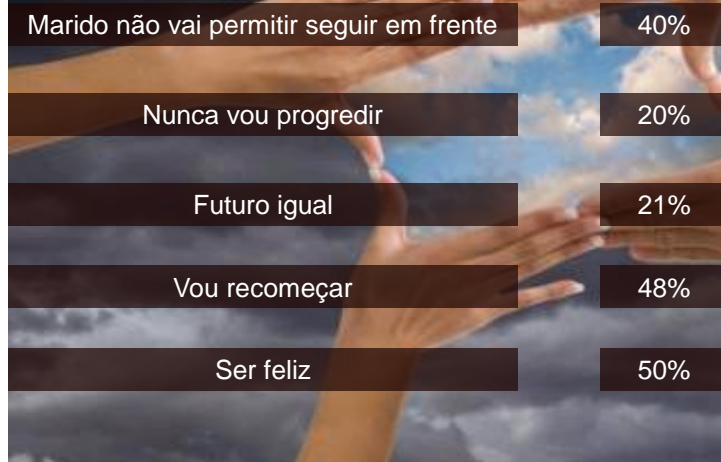 Marido não vai permitir seguir em frente 40%
Nunca vou progredir 20%
Futuro igual 21%
Vou recomeçar 48%
Ser feliz 50%